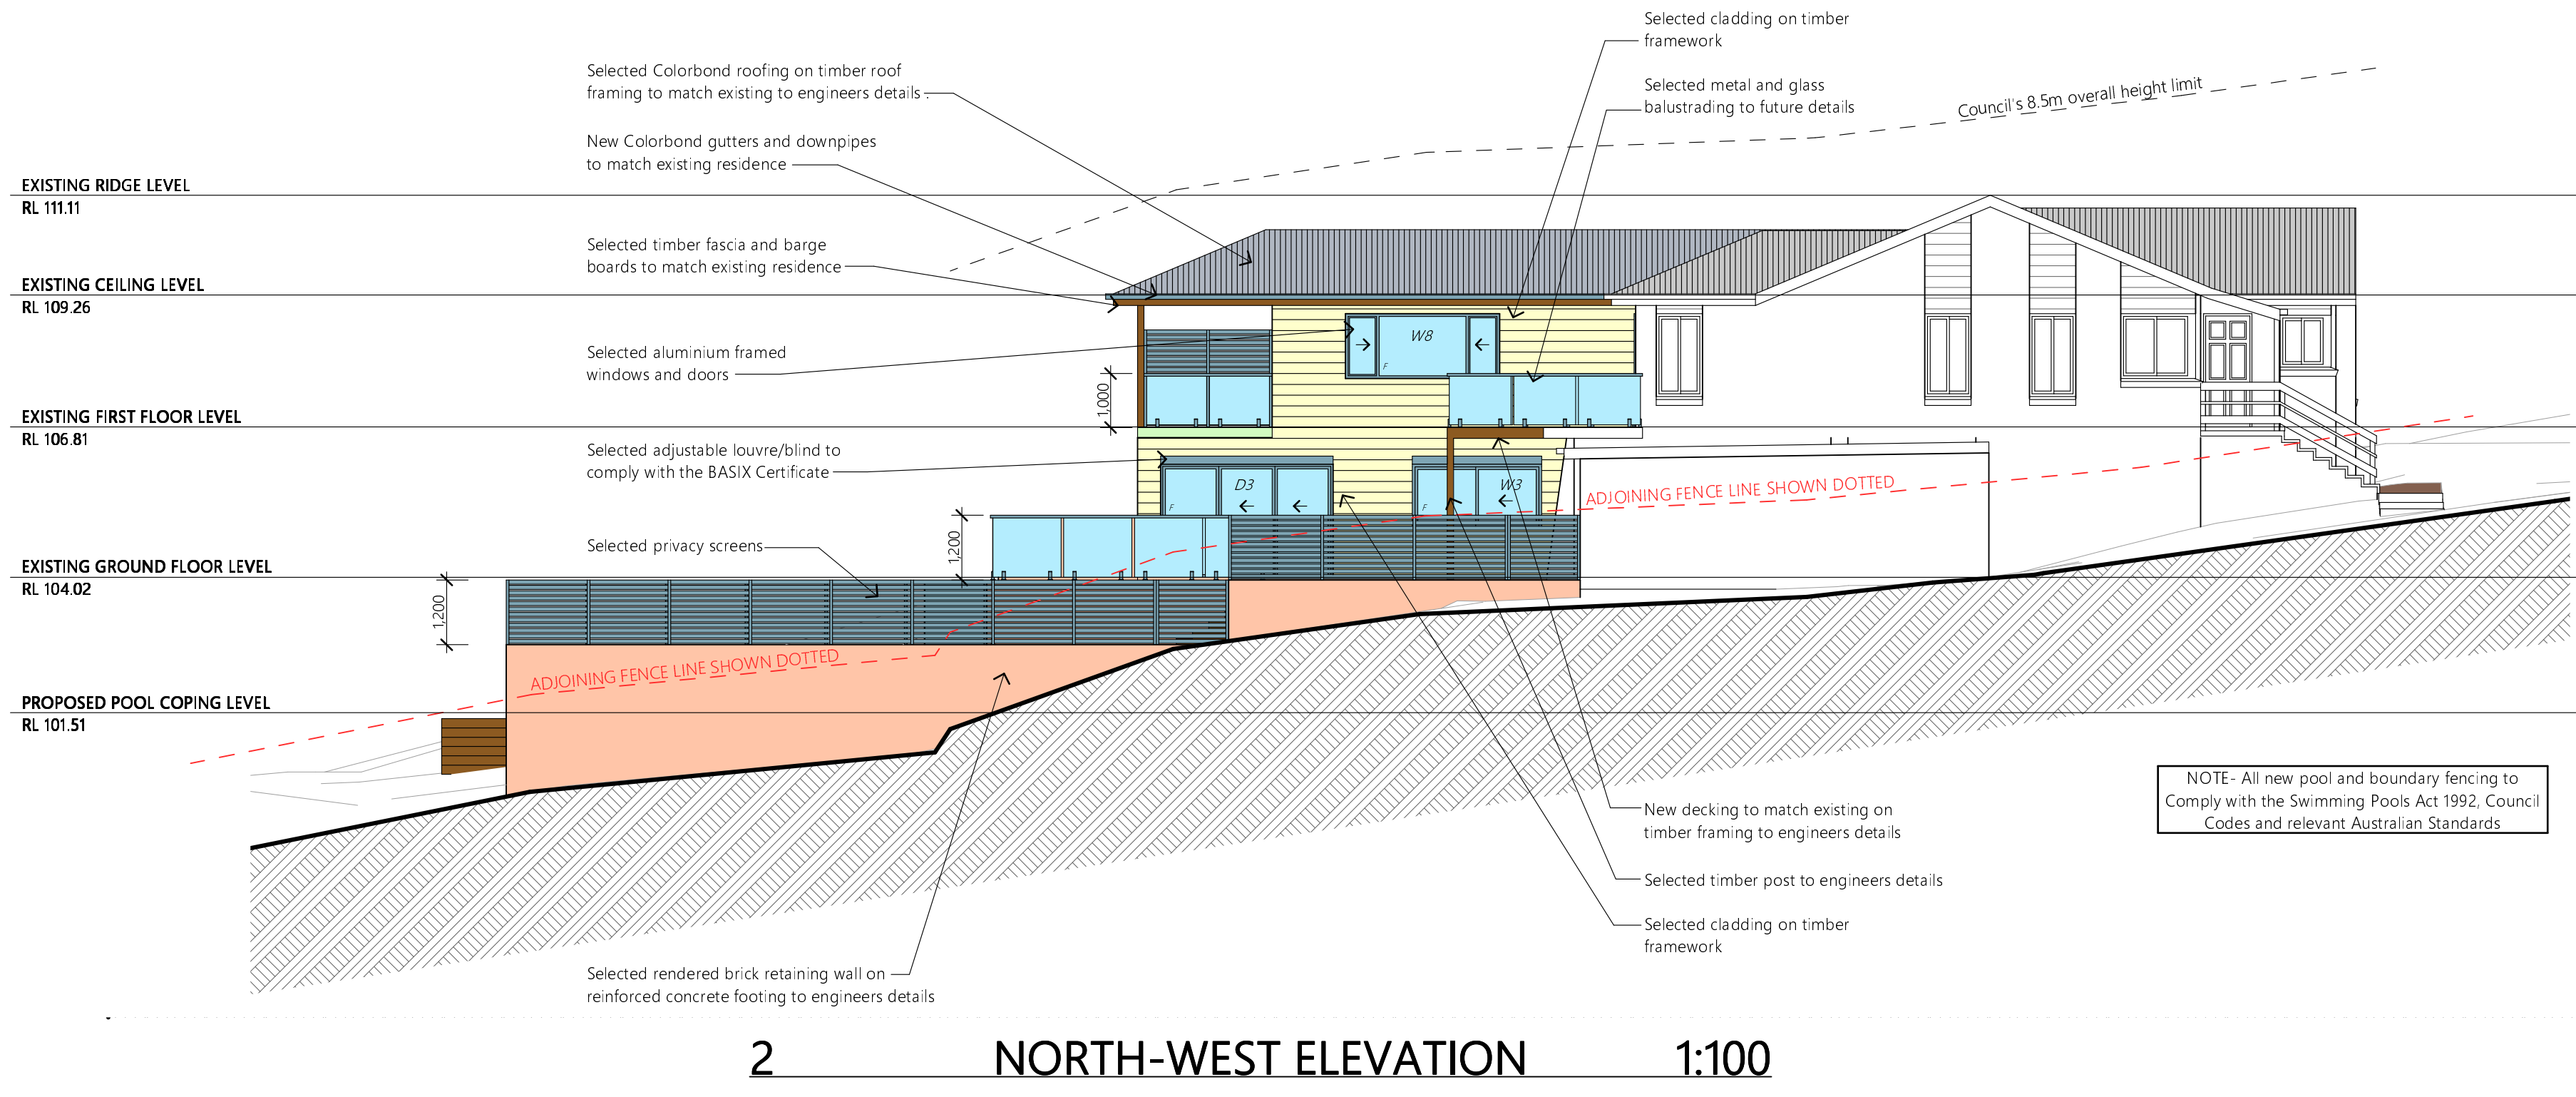 Selected cladding on timber
framework
Selected Colorbond roofing on timber roof
framing to match existing to engineers details .
Selected metal and glass
balustrading to future details
Council's 8.5m overall height limit
New Colorbond gutters and downpipes
to match existing residence
EXISTING RIDGE LEVEL
RL 111.11
Selected timber fascia and barge
boards to match existing residence
EXISTING CEILING LEVEL
RL 109.26
W8
F
Selected aluminium framed
windows and doors
1,000
EXISTING FIRST FLOOR LEVEL
RL 106.81
Selected adjustable louvre/blind to
comply with the BASIX Certificate
D3
F
W3
F
ADJOINING FENCE LINE SHOWN DOTTED
1,200
Selected privacy screens
EXISTING GROUND FLOOR LEVEL
RL 104.02
1,200
ADJOINING FENCE LINE SHOWN DOTTED
PROPOSED POOL COPING LEVEL
RL 101.51
NOTE- All new pool and boundary fencing to
Comply with the Swimming Pools Act 1992, Council
Codes and relevant Australian Standards
New decking to match existing on
timber framing to engineers details
Selected timber post to engineers details
Selected cladding on timber
framework
Selected rendered brick retaining wall on
reinforced concrete footing to engineers details
2 NORTH-WEST ELEVATION 1:100